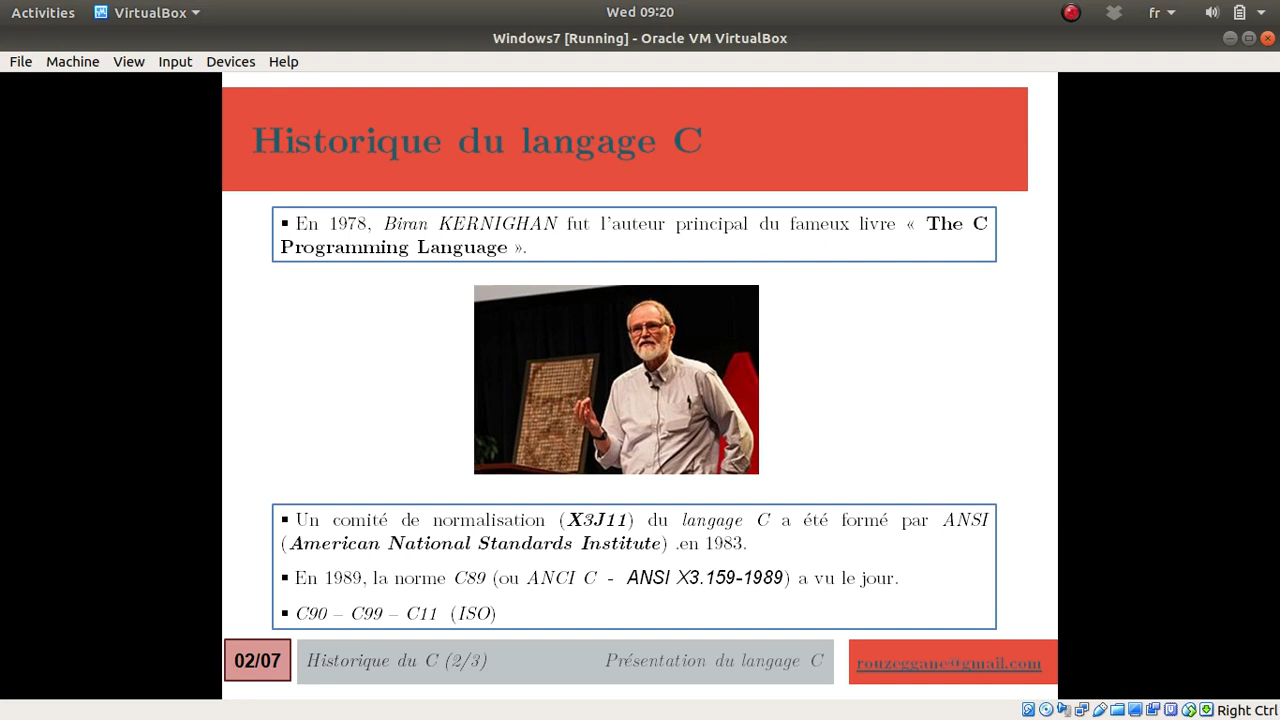 Activities VirtualBox Wed 09:20 fr
Windows7 [Running] - Oracle VM VirtualBox
File Machine View Input Devices Help
Historique du langage C
▪ En 1978, Biran KERNIGHAN fut l'auteur principal du fameux livre « The C
Programming Language ».
▪ Un comité de normalisation (X3J11) du langage C a été formé par ANSI
(American National Standards Institute) .en 1983.
▪ En 1989, la norme C89 (ou ANCI C - ANSI X3.159-1989) a vu le jour.
▪ C90 – C99 – C11 (ISO)
02/07 Historique du C (2/3) Présentation du langage C rouzeggane@gmail.com
Right Ctrl